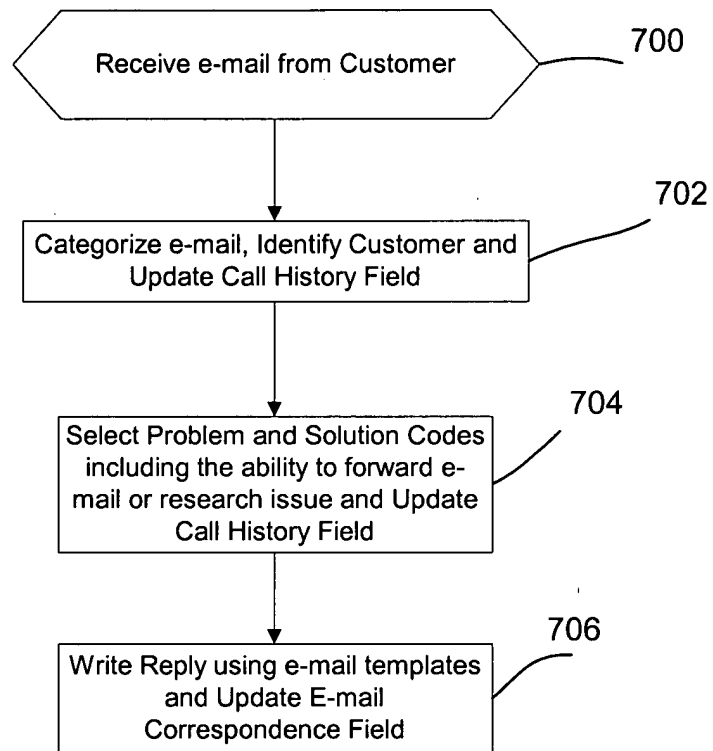 Receive e-mail from Customer
700
702
Categorize e-mail, Identify Customer and
Update Call History Field
704
Select Problem and Solution Codes
including the ability to forward e-
mail or research issue and Update
Call History Field
706
Write Reply using e-mail templates
and Update E-mail
Correspondence Field